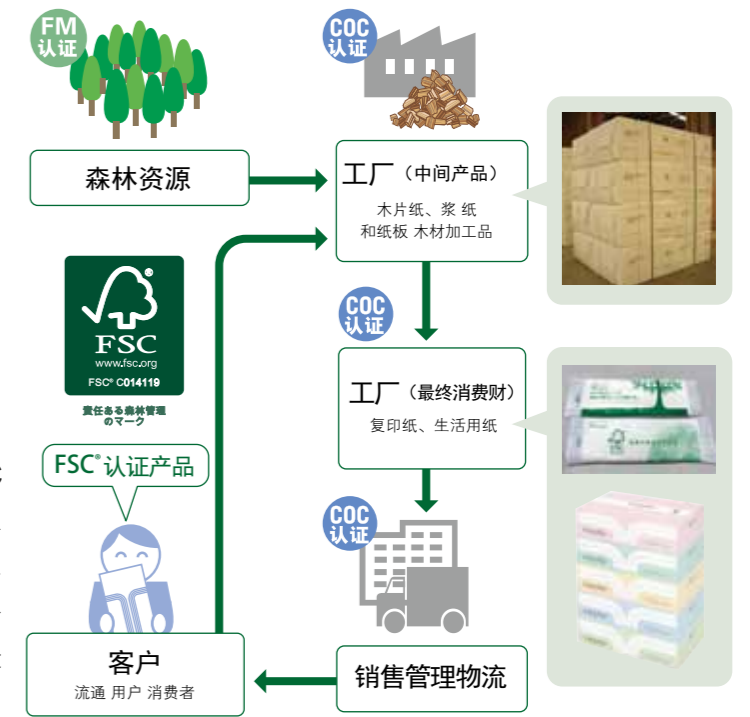 FM
认证
COC
认证
森林资源
工厂（中间产品）
木片纸、浆 纸
和纸板 木材加工品
FSC
www.fsc.org
FSC® C014119
責任ある森林管理
のマーク
COC
认证
工厂（最终消费财）
复印纸、生活用纸
FSC®认证产品
COC
认证
客户
流通 用户 消费者
销售管理物流